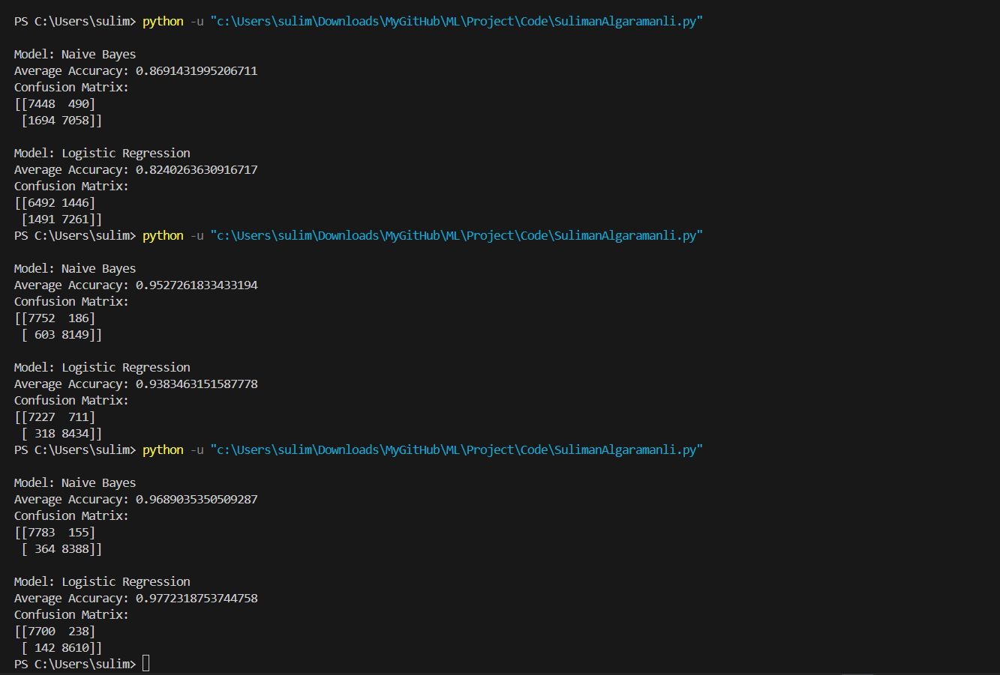 PS C:\Users\sulim> python -u "c:\Users\sulim\Downloads\MyGitHub\ML\Project\Code\SulimanAlgaramanli.py"
Model: Naive Bayes
Average Accuracy: 0.8691431995206711
Confusion Matrix:
[[7448  490]
 [1694 7058]]
Model: Logistic Regression
Average Accuracy: 0.8240263630916717
Confusion Matrix:
[[6492 1446]
 [1491 7261]]
PS C:\Users\sulim> python -u "c:\Users\sulim\Downloads\MyGitHub\ML\Project\Code\SulimanAlgaramanli.py"
Model: Naive Bayes
Average Accuracy: 0.9527261833433194
Confusion Matrix:
[[7752  186]
 [ 603 8149]]
Model: Logistic Regression
Average Accuracy: 0.9383463151587778
Confusion Matrix:
[[7227  711]
 [ 318 8434]]
PS C:\Users\sulim> python -u "c:\Users\sulim\Downloads\MyGitHub\ML\Project\Code\SulimanAlgaramanli.py"
Model: Naive Bayes
Average Accuracy: 0.9689035350509287
Confusion Matrix:
[[7783  155]
 [ 364 8388]]
Model: Logistic Regression
Average Accuracy: 0.9772318753744758
Confusion Matrix:
[[7700  238]
 [ 142 8610]]
PS C:\Users\sulim>